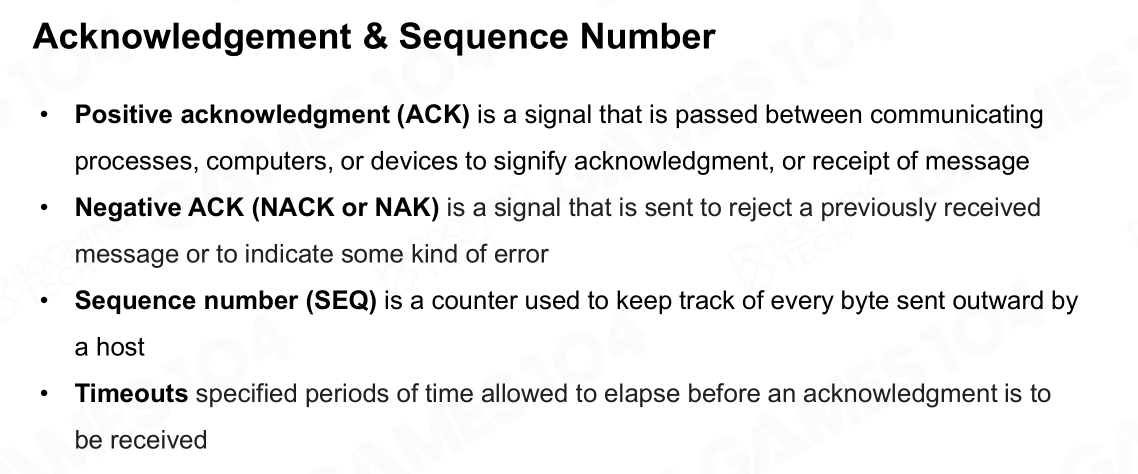 Acknowledgement & Sequence Number
• Positive acknowledgment (ACK) is a signal that is passed between communicating
processes, computers, or devices to signify acknowledgment, or receipt of message
• Negative ACK (NACK or NAK) is a signal that is sent to reject a previously received
message or to indicate some kind of error
• Sequence number (SEQ) is a counter used to keep track of every byte sent outward by
a host
• Timeouts specified periods of time allowed to elapse before an acknowledgment is to
be received
GAMES104
BOOMING
TECH